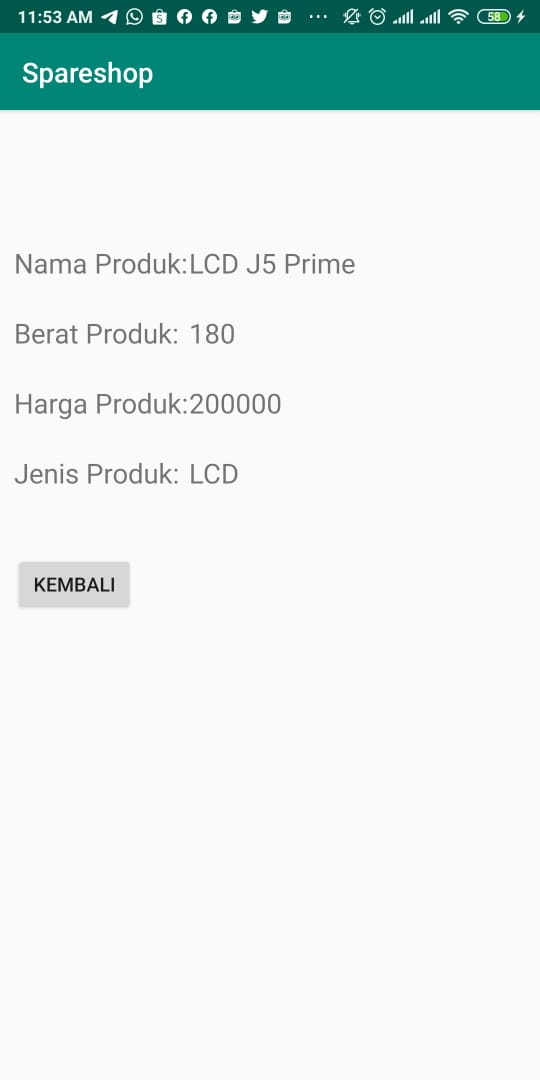 11:53 AM 58
Spareshop
Nama Produk:LCD J5 Prime
Berat Produk: 180
Harga Produk:200000
Jenis Produk: LCD
KEMBALI